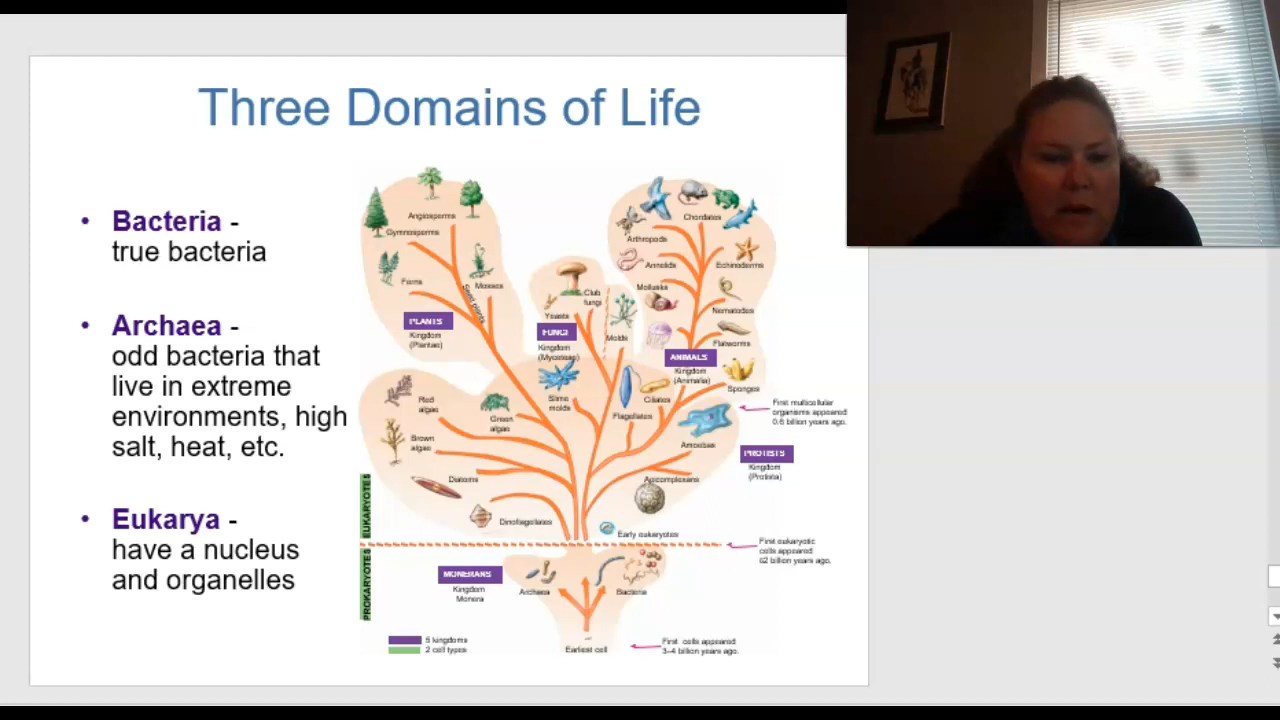 Three Domains of Life
• Bacteria -
true bacteria
• Archaea -
odd bacteria that
live in extreme
environments, high
salt, heat, etc.
• Eukarya -
have a nucleus
and organelles
Angiosperms
Gymnosperms
Ferns
Mosses
PLANTS
Kingdom
(Plantae)
Club
fungi
Yeasts
Molds
FUNGI
Kingdom
(Myceteae)
Chordates
Arthropods
Annelids
Echinoderms
Mollusks
Nematodes
Flatworms
ANIMALS
Kingdom
(Animalia)
Sponges
Red
algae
Green
algae
Slime
molds
Ciliates
Flagellates
Brown
algae
Amoebas
First multicellular
organisms appeared
0.6 billion years ago.
PROTISTS
Kingdom
(Protista)
Diatoms
Apicomplexans
Dinoflagellates
Early eukaryotes
EUKARYOTES
First eukaryotic
cells appeared
billion years ago.
PROKARYOTES
MONERANS
Kingdom
Monera
Archaea
Bacteria
5 kingdoms
2 cell types
Earliest cell
First cells appeared
3–4 billion years ago.